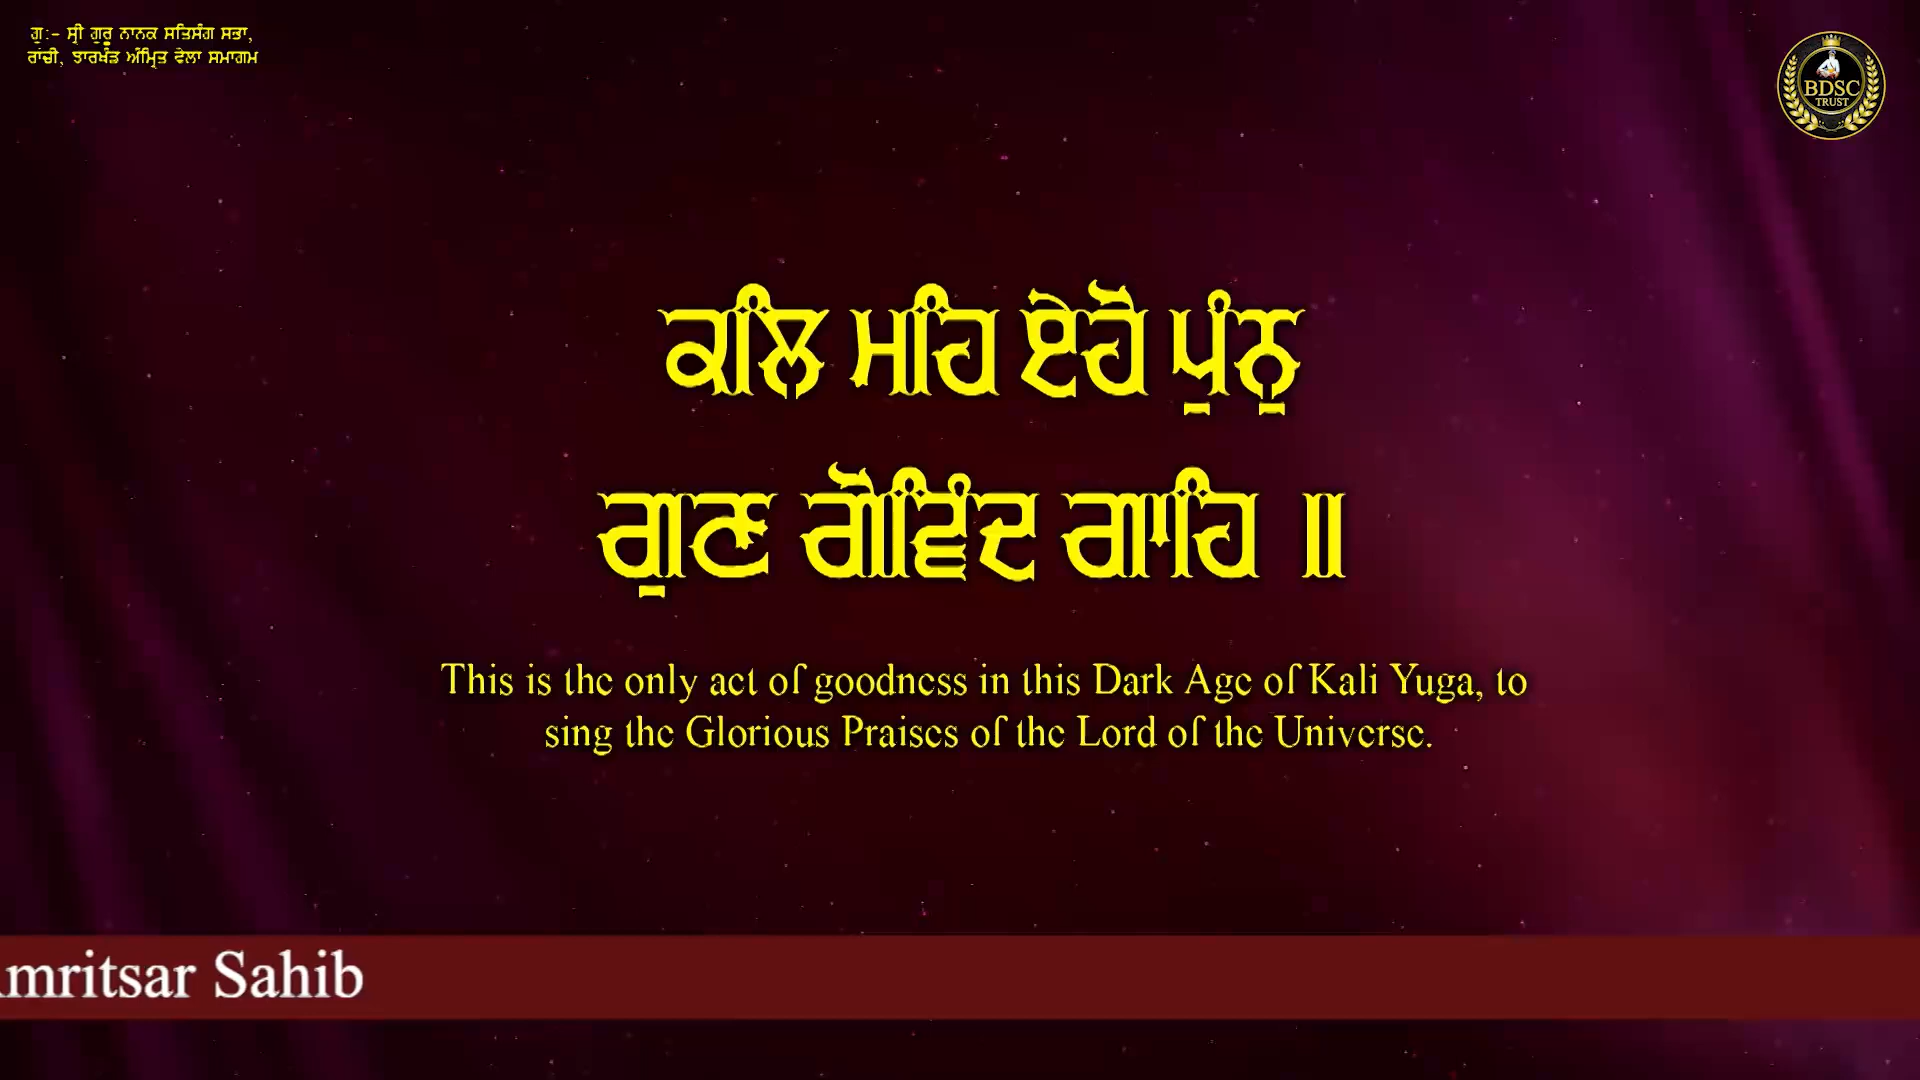 ਗੁ:- ਸ੍ਰੀ ਗੁਰੂ ਨਾਨਕ ਸਤਿਸੰਗ ਸਭਾ,
ਰਾਂਚੀ, ਝਾਰਖੰਡ ਅੰਮ੍ਰਿਤ ਵੇਲਾ ਸਮਾਗਮ
BDSC
TRUST
ਕਲਿ ਮਹਿ ਏਹੋ ਪੁੰਨੁ
ਗੁਣ ਗੋਵਿੰਦ ਗਾਹਿ ॥
This is the only act of goodness in this Dark Age of Kali Yuga, to
sing the Glorious Praises of the Lord of the Universe.
mritsar Sahib